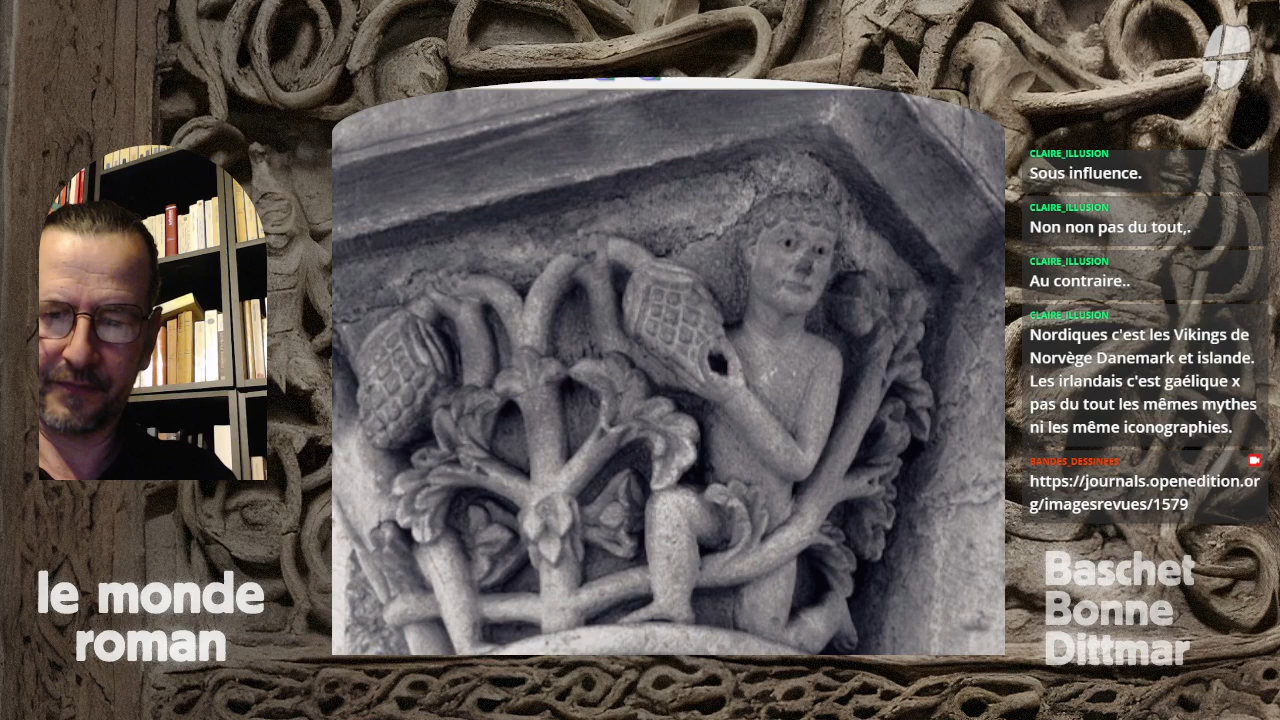 le monde
roman
CLAIRE_ILLUSION
Sous influence.
CLAIRE_ILLUSION
Non non pas du tout,.
CLAIRE_ILLUSION
Au contraire..
CLAIRE_ILLUSION
Nordiques c'est les Vikings de
Norvège Danemark et islande.
Les irlandais c'est gaélique x
pas du tout les mêmes mythes
ni les même iconographies.
BANDES_DESSINEES
https://journals.openedition.or
g/imagesrevues/1579
Baschet
Bonne
Dittmar